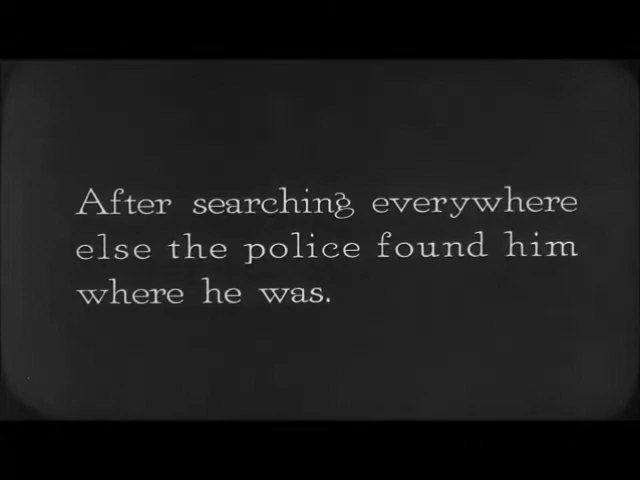 After searching everywhere
else the police found him
where he was.